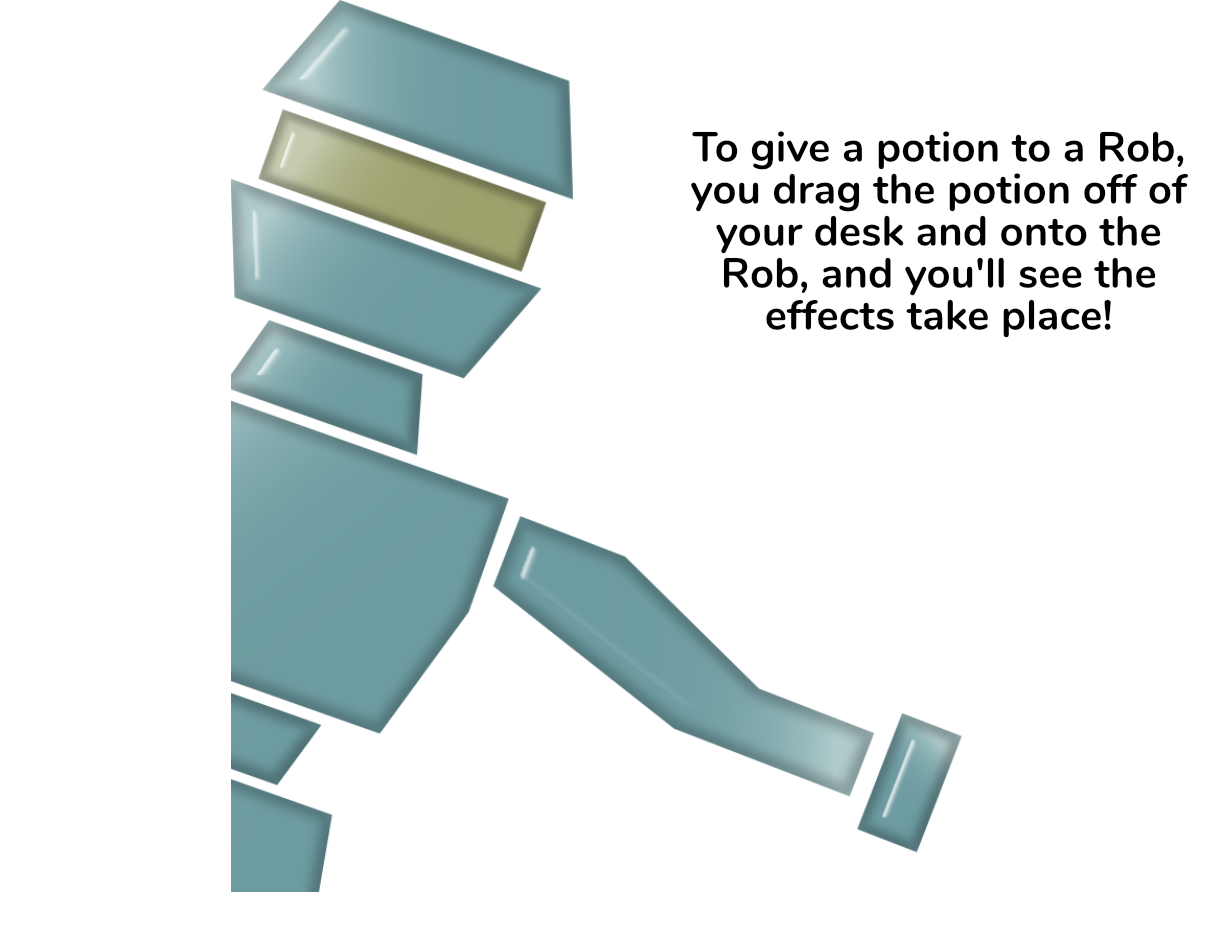 To give a potion to a Rob,
you drag the potion off of
your desk and onto the
Rob, and you'll see the
effects take place!